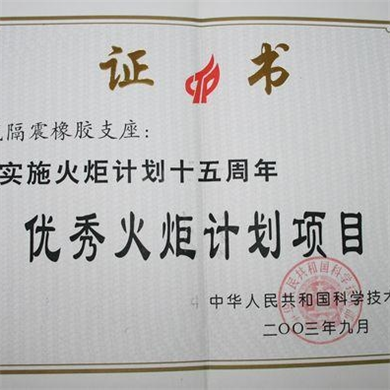 证 书
隔震橡胶支座:
实施火炬计划十五周年
优秀火炬计划项目
中华人民共和国科学技术
二〇〇三年九月